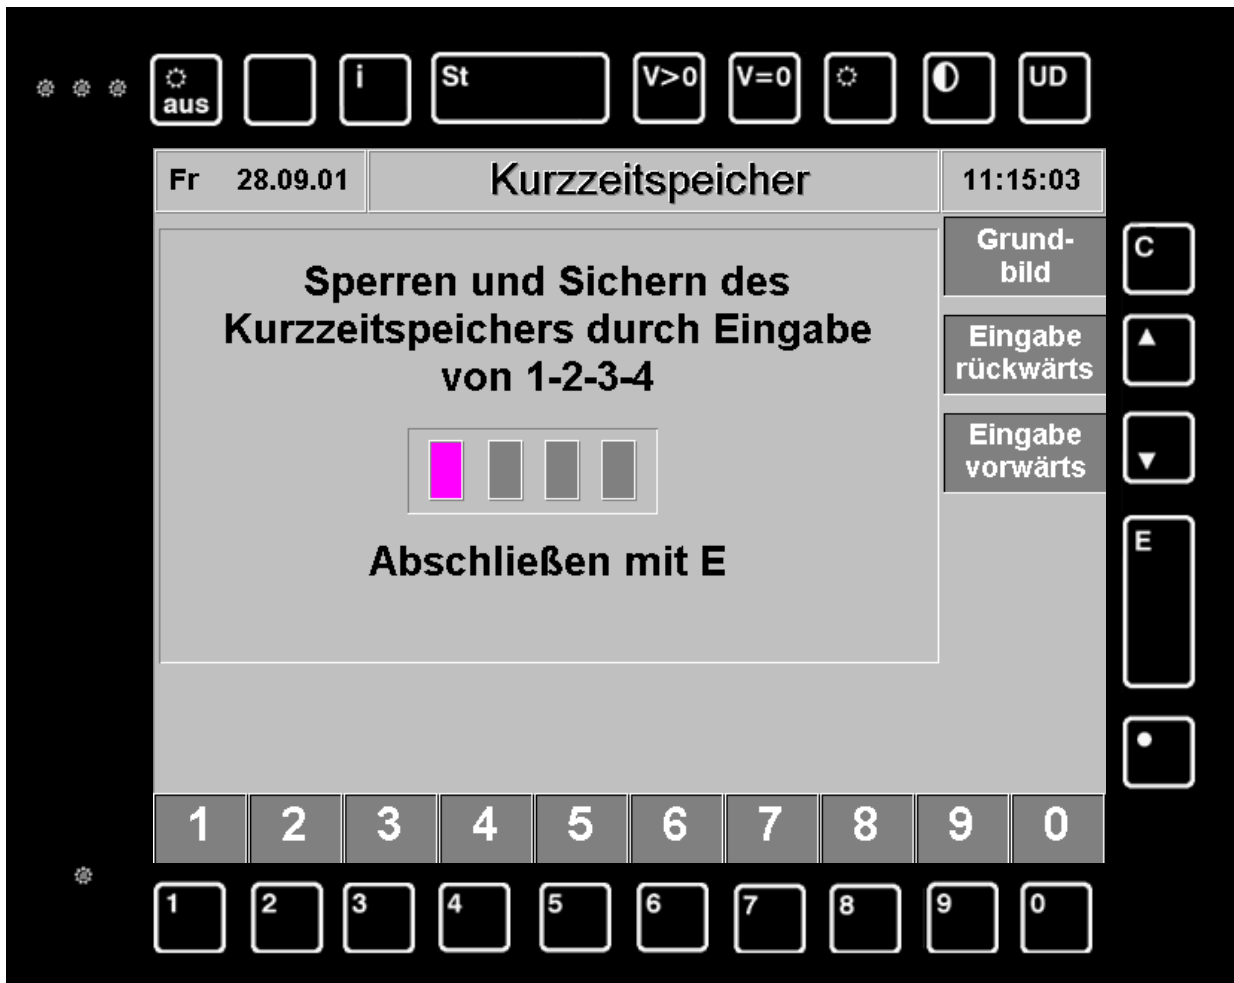 aus
i
St
V>0
V=0
UD
Fr 28.09.01
Kurzzeitspeicher
11:15:03
Sperren und Sichern des
Kurzzeitspeichers durch Eingabe
von 1-2-3-4
Abschließen mit E
Grund-
bild
Eingabe
rückwärts
Eingabe
vorwärts
C
E
1 2 3 4 5 6 7 8 9 0
1 2 3 4 5 6 7 8 9 0